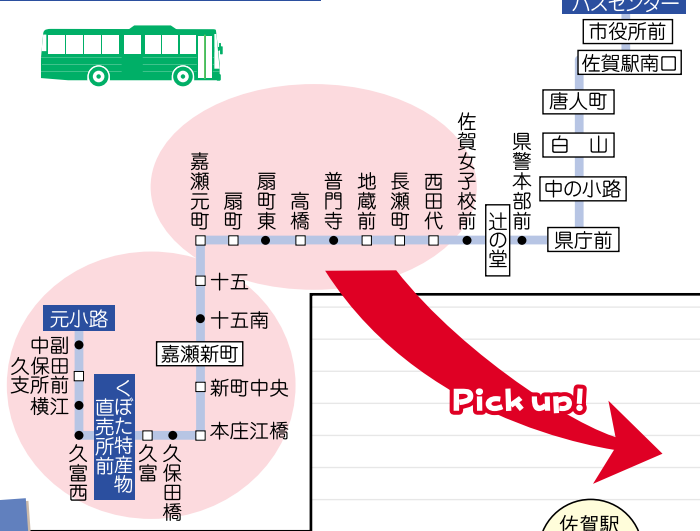 バスセンター
市役所前
佐賀駅南口
唐人町
白山
中の小路
県庁前
県警本部前
辻の堂
佐賀女子校前
西田代
長瀬町
地蔵前
普門寺
高橋
扇町東
扇町
嘉瀬元町
十五
十五南
嘉瀬新町
新町中央
本庄江橋
久保田橋
久富
くぼた特産物
直売所前
久富西
横江
久保田
支所前
中副
元小路
Pick up!
佐賀駅